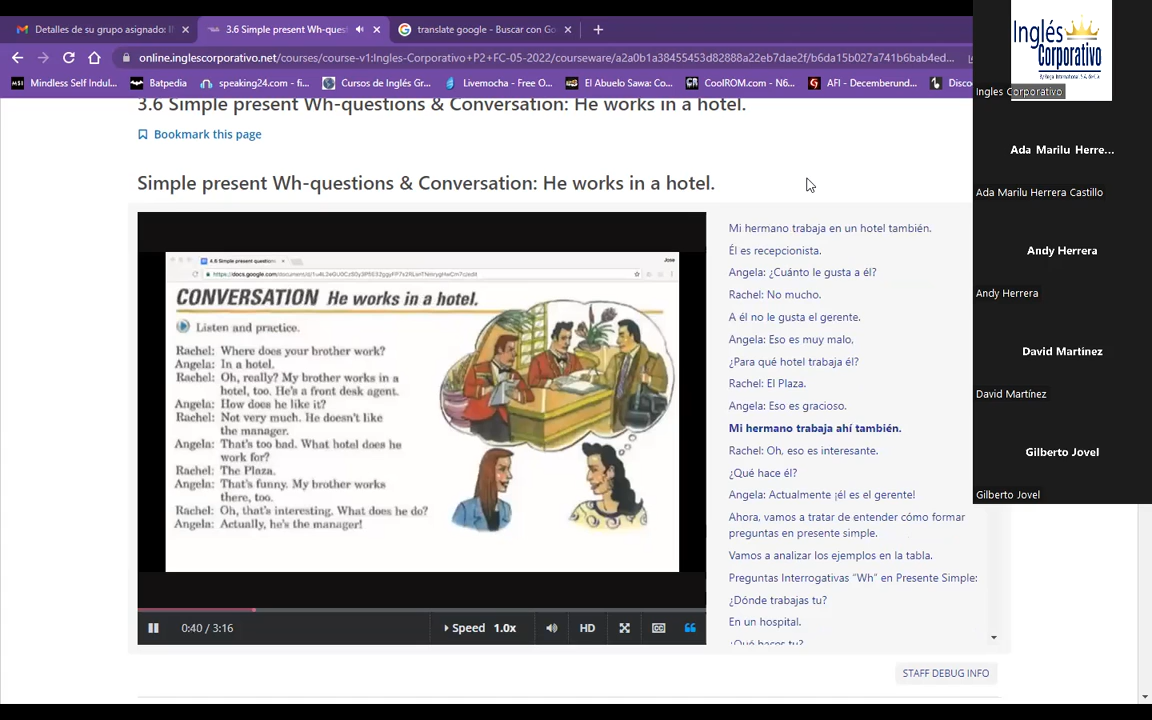 Detalles de su grupo asignado: I
3.6 Simple present Wh-quest
translate google - Buscar con Go
online.inglescorporativo.net/courses/course-v1:Ingles-Corporativo+P2+FC-05-2022/courseware/a2a0b1a38455453d82888a22eb7dae2f/b6da15b027a741b6bab4ed...
Mindless Self Indul...
Batpedia
speaking24.com - fi...
Cursos de Inglés Gr...
Livemocha - Free O...
El Abuelo Sawa: Co...
CoolROM.com - N6...
AFI - Decemberund...
Disco
3.6 Simple present Wh-questions & Conversation: He works in a hotel.
Bookmark this page
Simple present Wh-questions & Conversation: He works in a hotel.
4.6 Simple present question
Jose
CONVERSATION He works in a hotel.
Listen and practice.
Rachel: Where does your brother work?
Angela: In a hotel.
Rachel: Oh, really? My brother works in a
hotel, too. He's a front desk agent.
Angela: How does he like it?
Rachel: Not very much. He doesn't like
the manager.
Angela: That's too bad. What hotel does he
work for?
Rachel: The Plaza.
Angela: That's funny. My brother works
there, too.
Rachel: Oh, that's interesting. What does he do?
Angela: Actually, he's the manager!
0:40 / 3:16
Speed 1.0x
HD
CC
Mi hermano trabaja en un hotel también.
Él es recepcionista.
Angela: ¿Cuánto le gusta a él?
Rachel: No mucho.
A él no le gusta el gerente.
Angela: Eso es muy malo,
¿Para qué hotel trabaja él?
Rachel: El Plaza.
Angela: Eso es gracioso.
Mi hermano trabaja ahí también.
Rachel: Oh, eso es interesante.
¿Qué hace él?
Angela: Actualmente ¡él es el gerente!
Ahora, vamos a tratar de entender cómo formar
preguntas en presente simple.
Vamos a analizar los ejemplos en la tabla.
Preguntas Interrogativas "Wh" en Presente Simple:
¿Dónde trabajas tu?
En un hospital.
¿Qué haces tu?
STAFF DEBUG INFO
Inglés
Corporativo
Ingles Corporativo
Ada Marilu Herre...
Ada Marilu Herrera Castillo
Andy Herrera
Andy Herrera
David Martinez
David Martínez
Gilberto Jovel
Gilberto Jovel